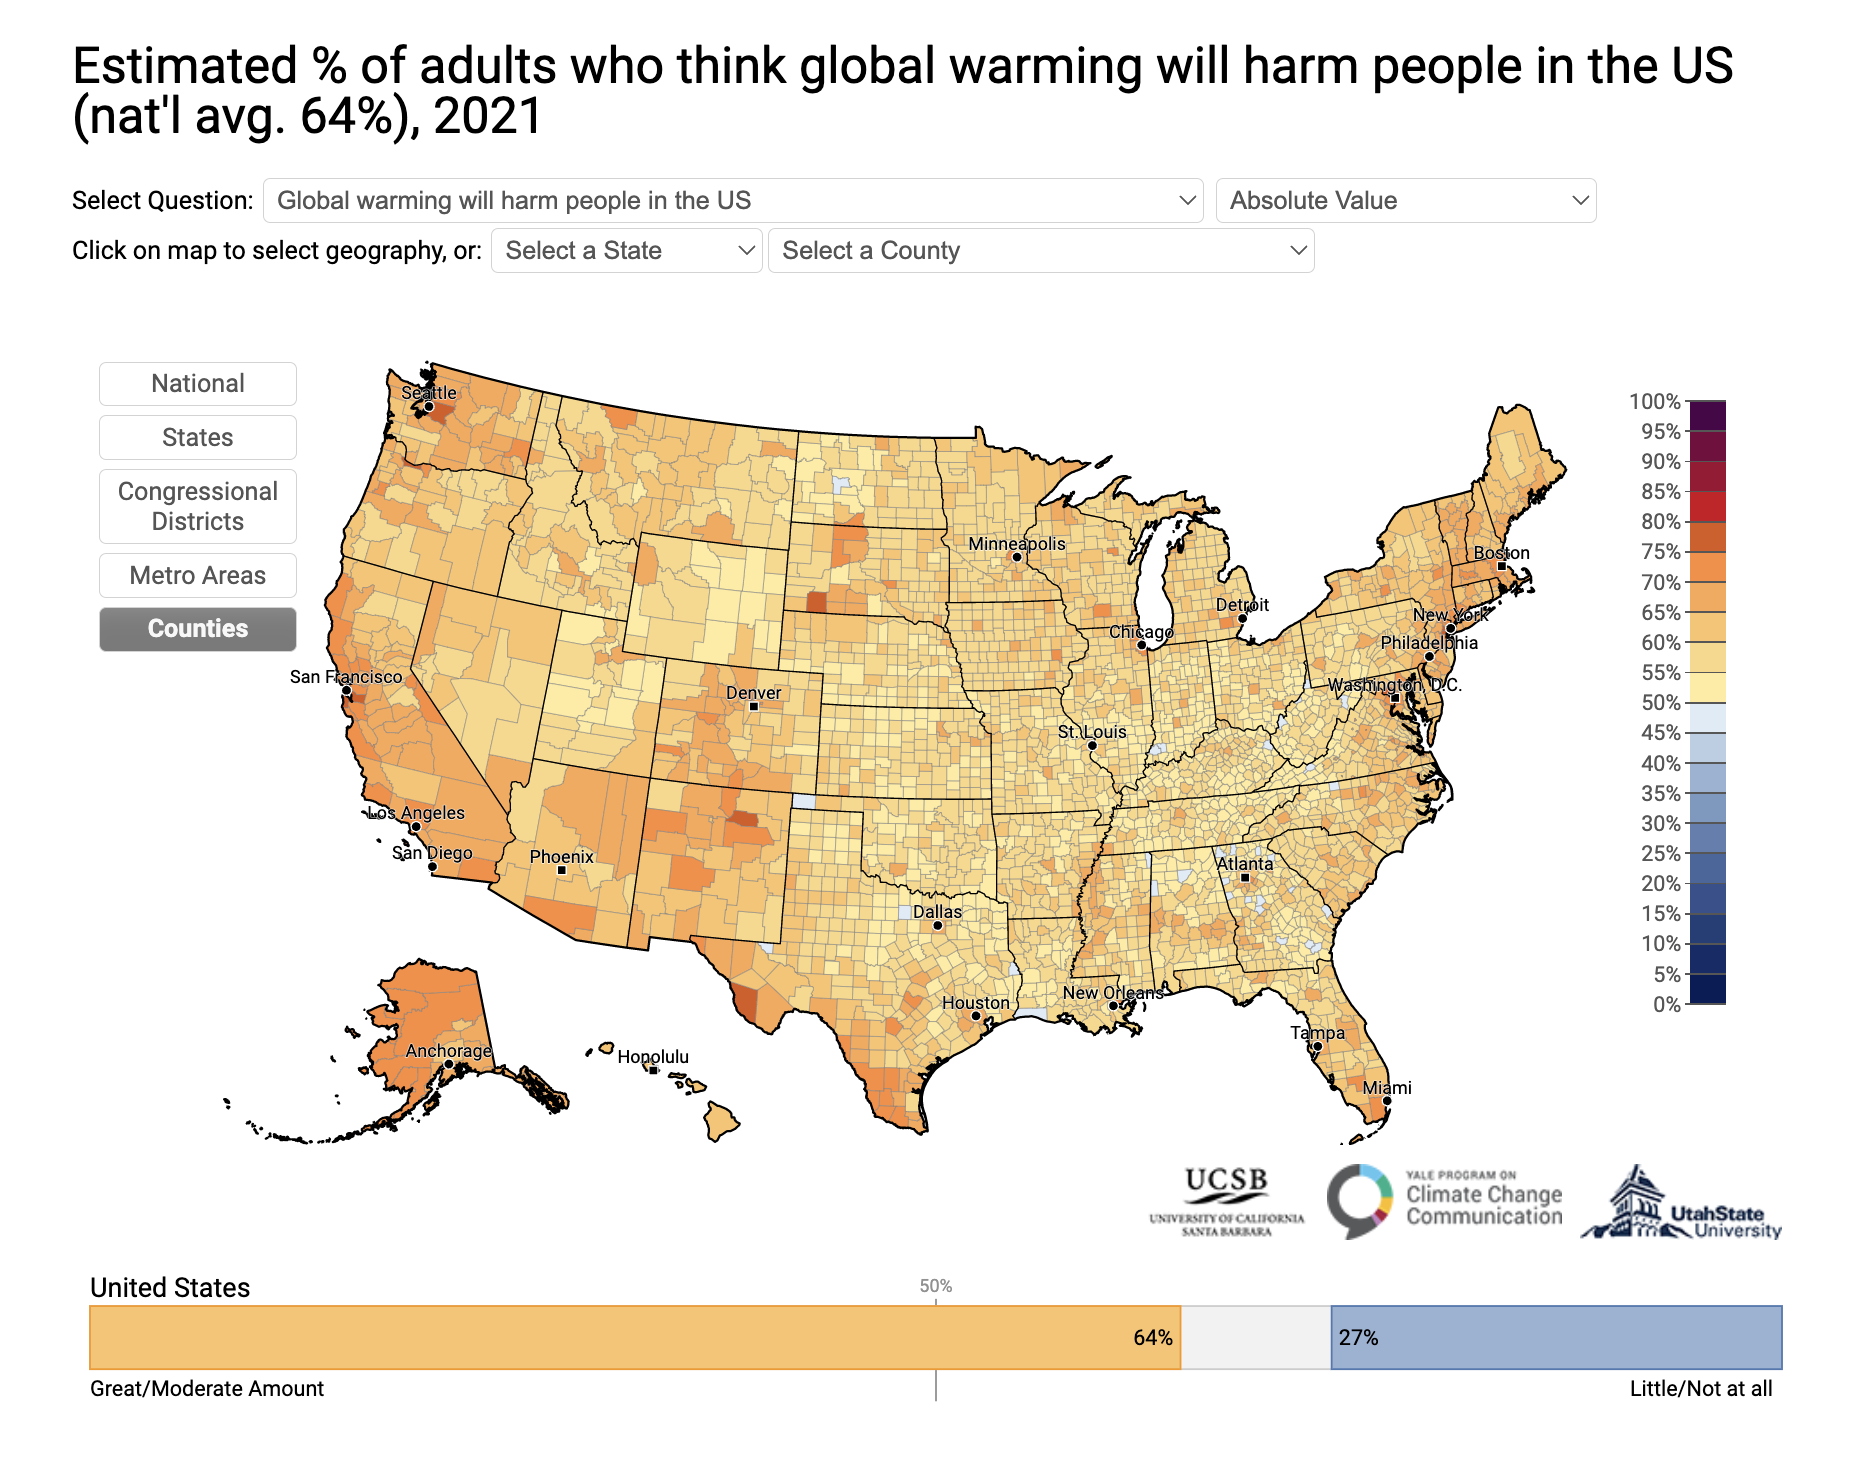 Estimated % of adults who think global warming will harm people in the US
(nat'l avg. 64%), 2021
Select Question: Global warming will harm people in the US Absolute Value
Click on map to select geography, or: Select a State Select a County
National
States
Congressional
Districts
Metro Areas
Counties
Seattle
Minneapolis
Boston
Detroit
New York
Chicago
Philadelphia
San Francisco
Washington, D.C.
Denver
St. Louis
Los Angeles
San Diego
Phoenix
Atlanta
Dallas
Houston
New Orleans
Tampa
Anchorage
Honolulu
Miami
100%
95%
90%
85%
80%
75%
70%
65%
60%
55%
50%
45%
40%
35%
30%
25%
20%
15%
10%
5%
0%
UCSB
UNIVERSITY OF CALIFORNIA
SANTA BARBARA
YALE PROGRAM ON
Climate Change
Communication
UtahState
University
United States
50%
64%
27%
Great/Moderate Amount
Little/Not at all